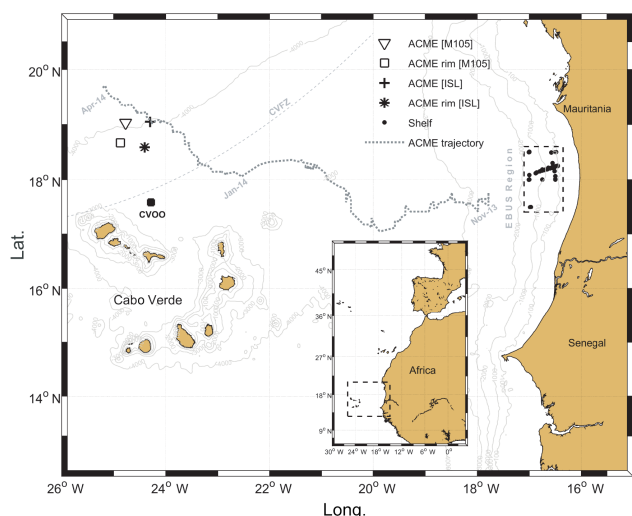 ▽ ACME [M105]
□ ACME rim [M105]
+ ACME [ISL]
✱ ACME rim [ISL]
• Shelf
ACME trajectory
20° N
18° N
16° N
14° N
Lat.
Apr-14
CVFZ
Jan-14
Nov-13
EBUS Region
Mauritania
cvoo
Cabo Verde
Senegal
45° N
36° N
27° N
18° N
9° N
Africa
30° W
24° W
18° W
12° W
6° W
0° W
26° W
24° W
22° W
20° W
18° W
16° W
Long.